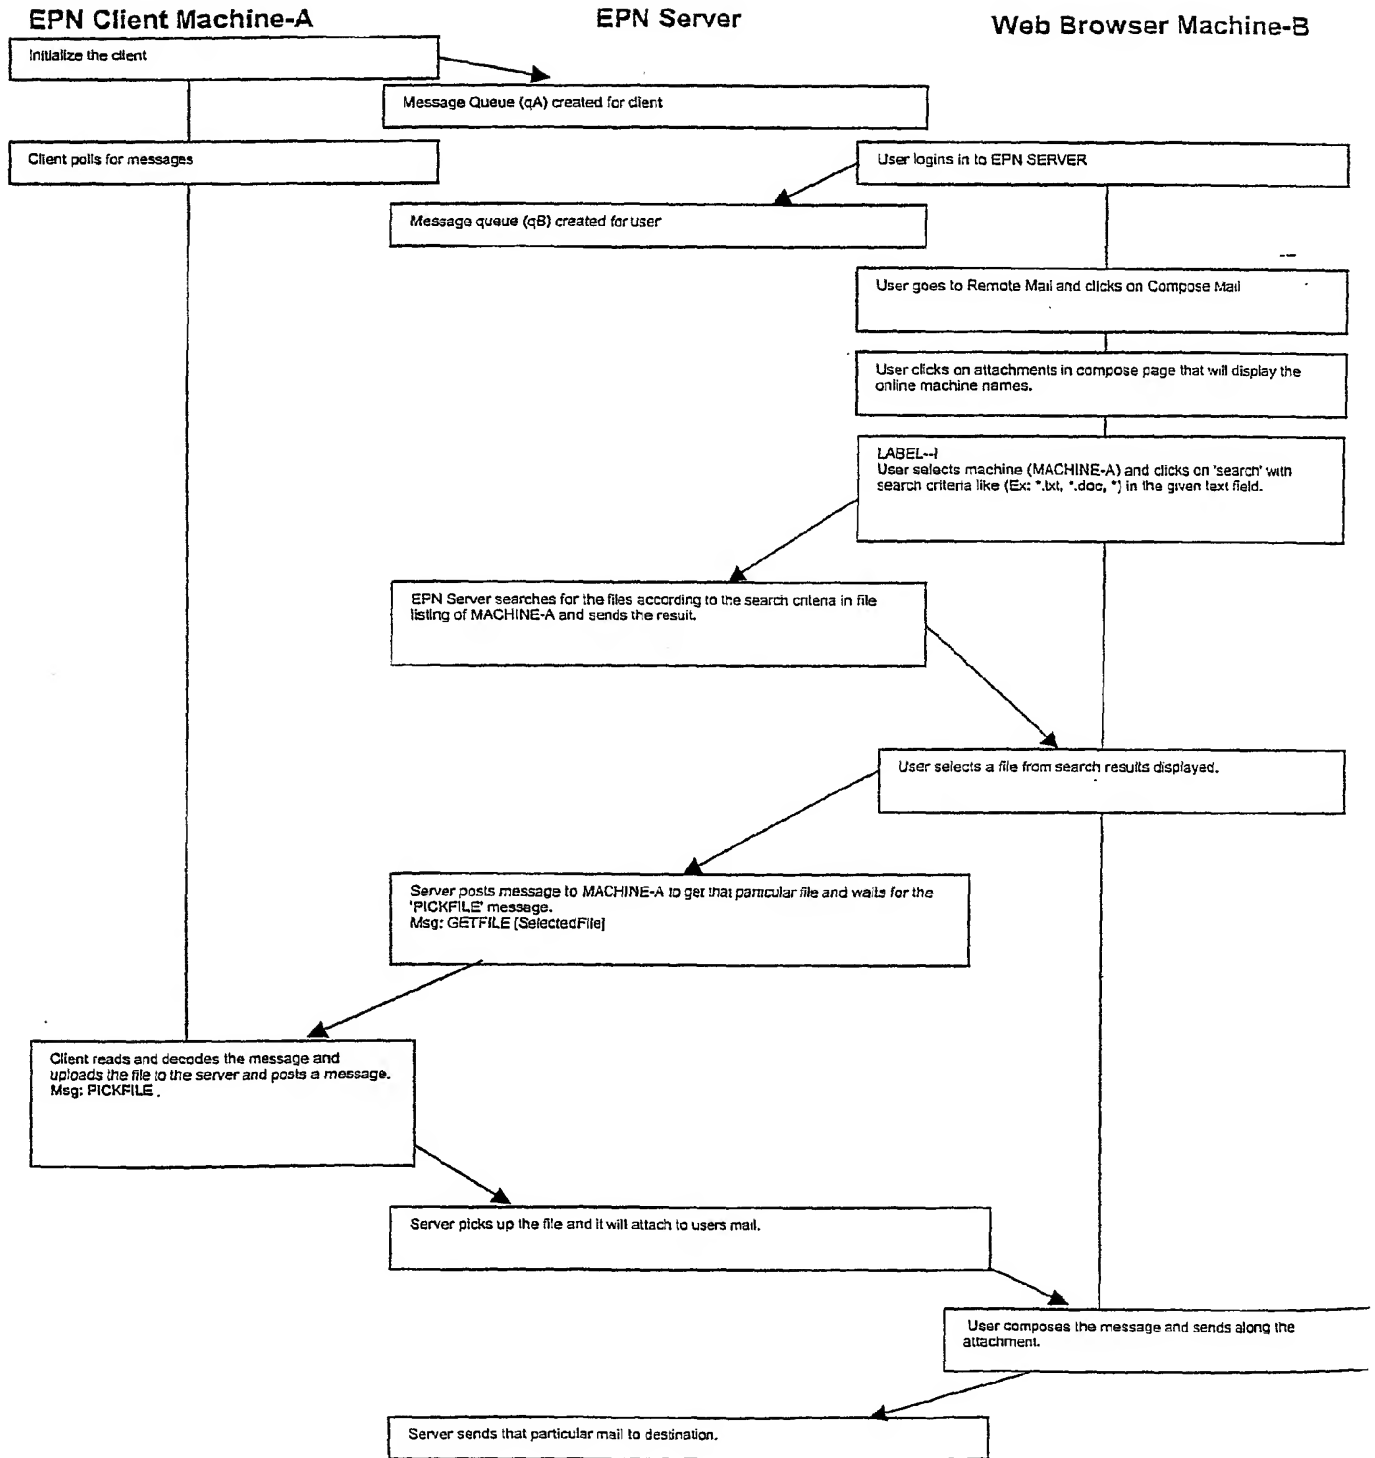 EPN Client Machine-A
EPN Server
Web Browser Machine-B
Initialize the client
Message Queue (qA) created for client
Client polls for messages
User logins in to EPN SERVER
Message queue (qB) created for user
User goes to Remote Mail and clicks on Compose Mail
User clicks on attachments in compose page that will display the
online machine names.
LABEL--I
User selects machine (MACHINE-A) and clicks on 'search' with
search criteria like (Ex: *.txt, *.doc, *) in the given text field.
EPN Server searches for the files according to the search criteria in file
listing of MACHINE-A and sends the result.
User selects a file from search results displayed.
Server posts message to MACHINE-A to get that particular file and waits for the
'PICKFILE' message.
Msg: GETFILE [SelectedFile]
Client reads and decodes the message and
uploads the file to the server and posts a message.
Msg: PICKFILE .
Server picks up the file and it will attach to users mail.
User composes the message and sends along the
attachment.
Server sends that particular mail to destination.